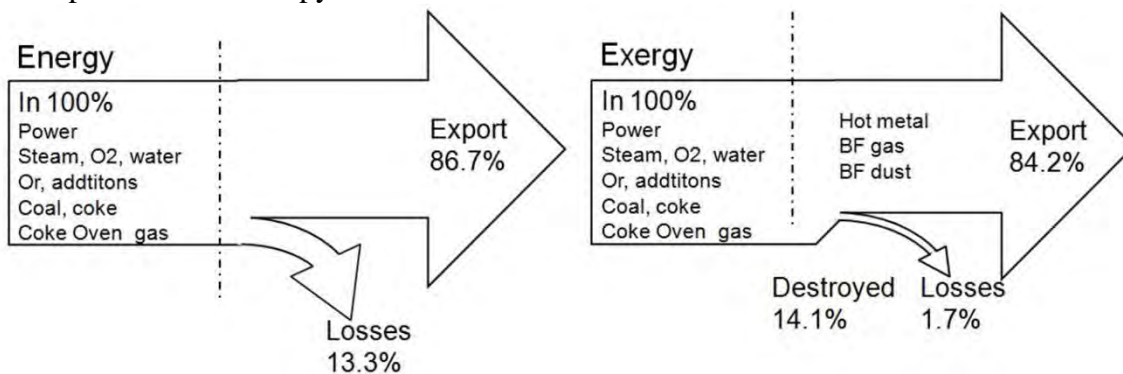 Energy
In 100%
Power
Steam, O2, water
Or, addtitons
Coal, coke
Coke Oven gas
Export
86.7%
Losses
13.3%
Exergy
In 100%
Power
Steam, O2, water
Or, addtitons
Coal, coke
Coke Oven gas
Hot metal
BF gas
BF dust
Export
84.2%
Destroyed
14.1%
Losses
1.7%